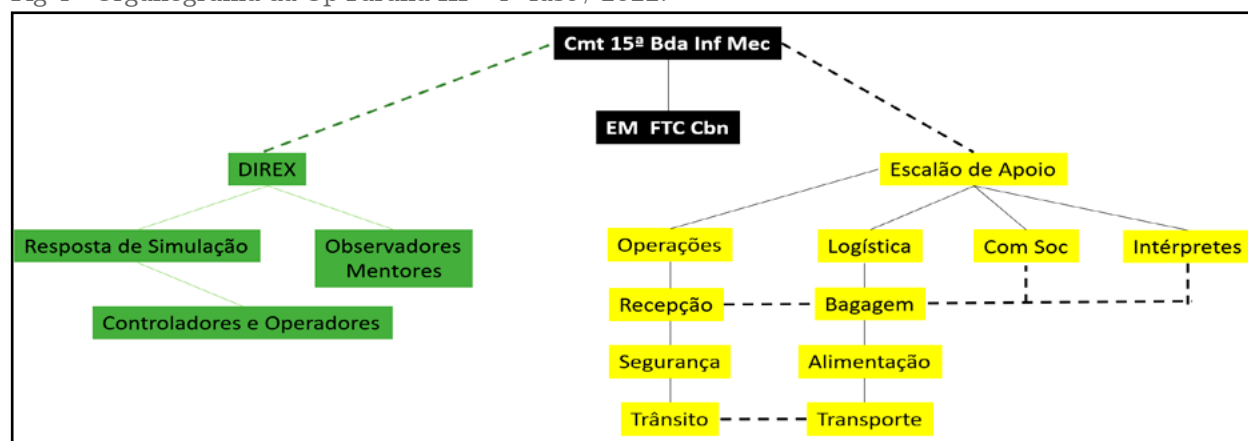 Cmt 15ª Bda Inf Mec
EM FTC Cbn
DIREX
Escalão de Apoio
Resposta de Simulação
Observadores
Mentores
Operações
Logística
Com Soc
Intérpretes
Controladores e Operadores
Recepção
Bagagem
Segurança
Alimentação
Trânsito
Transporte